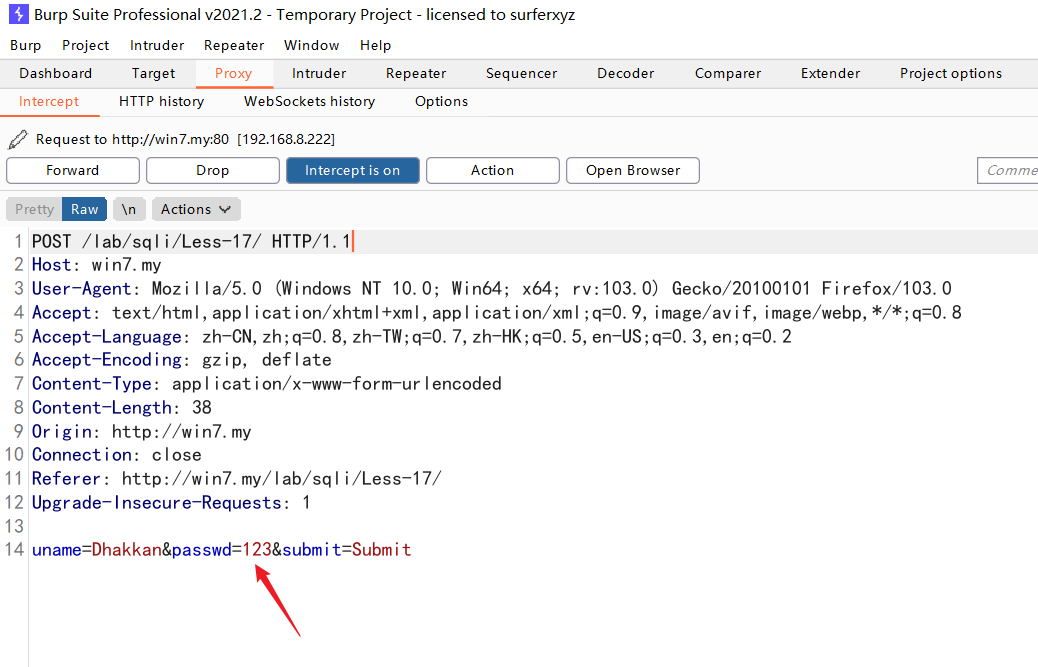 Burp Suite Professional v2021.2 - Temporary Project - licensed to surferxyz
Burp Project Intruder Repeater Window Help
Dashboard Target Proxy Intruder Repeater Sequencer Decoder Comparer Extender Project options
Intercept HTTP history WebSockets history Options
Request to http://win7.my:80 [192.168.8.222]
Forward Drop Intercept is on Action Open Browser Comme
Pretty Raw \n Actions
1 POST /lab/sqli/Less-17/ HTTP/1.1
2 Host: win7.my
3 User-Agent: Mozilla/5.0 (Windows NT 10.0; Win64; x64; rv:103.0) Gecko/20100101 Firefox/103.0
4 Accept: text/html,application/xhtml+xml,application/xml;q=0.9,image/avif,image/webp,*/*;q=0.8
5 Accept-Language: zh-CN,zh;q=0.8,zh-TW;q=0.7,zh-HK;q=0.5,en-US;q=0.3,en;q=0.2
6 Accept-Encoding: gzip, deflate
7 Content-Type: application/x-www-form-urlencoded
8 Content-Length: 38
9 Origin: http://win7.my
10 Connection: close
11 Referer: http://win7.my/lab/sqli/Less-17/
12 Upgrade-Insecure-Requests: 1
13
14 uname=Dhakkan&passwd=123&submit=Submit